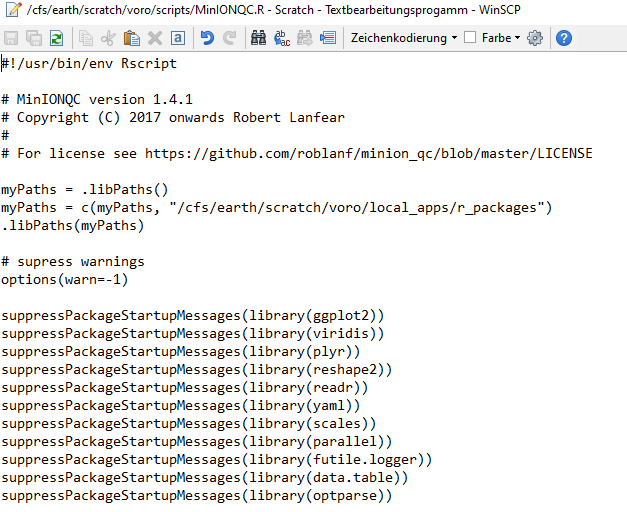 /cfs/earth/scratch/voro/scripts/MinIONQC.R - Scratch - Textbearbeitungsprogamm - WinSCP
Zeichenkodierung Farbe
#!/usr/bin/env Rscript
# MinIONQC version 1.4.1
# Copyright (C) 2017 onwards Robert Lanfear
#
# For license see https://github.com/roblanf/minion_qc/blob/master/LICENSE
myPaths = .libPaths()
myPaths = c(myPaths, "/cfs/earth/scratch/voro/local_apps/r_packages")
.libPaths(myPaths)
# supress warnings
options(warn=-1)
suppressPackageStartupMessages(library(ggplot2))
suppressPackageStartupMessages(library(viridis))
suppressPackageStartupMessages(library(plyr))
suppressPackageStartupMessages(library(reshape2))
suppressPackageStartupMessages(library(readr))
suppressPackageStartupMessages(library(yaml))
suppressPackageStartupMessages(library(scales))
suppressPackageStartupMessages(library(parallel))
suppressPackageStartupMessages(library(futile.logger))
suppressPackageStartupMessages(library(data.table))
suppressPackageStartupMessages(library(optparse))